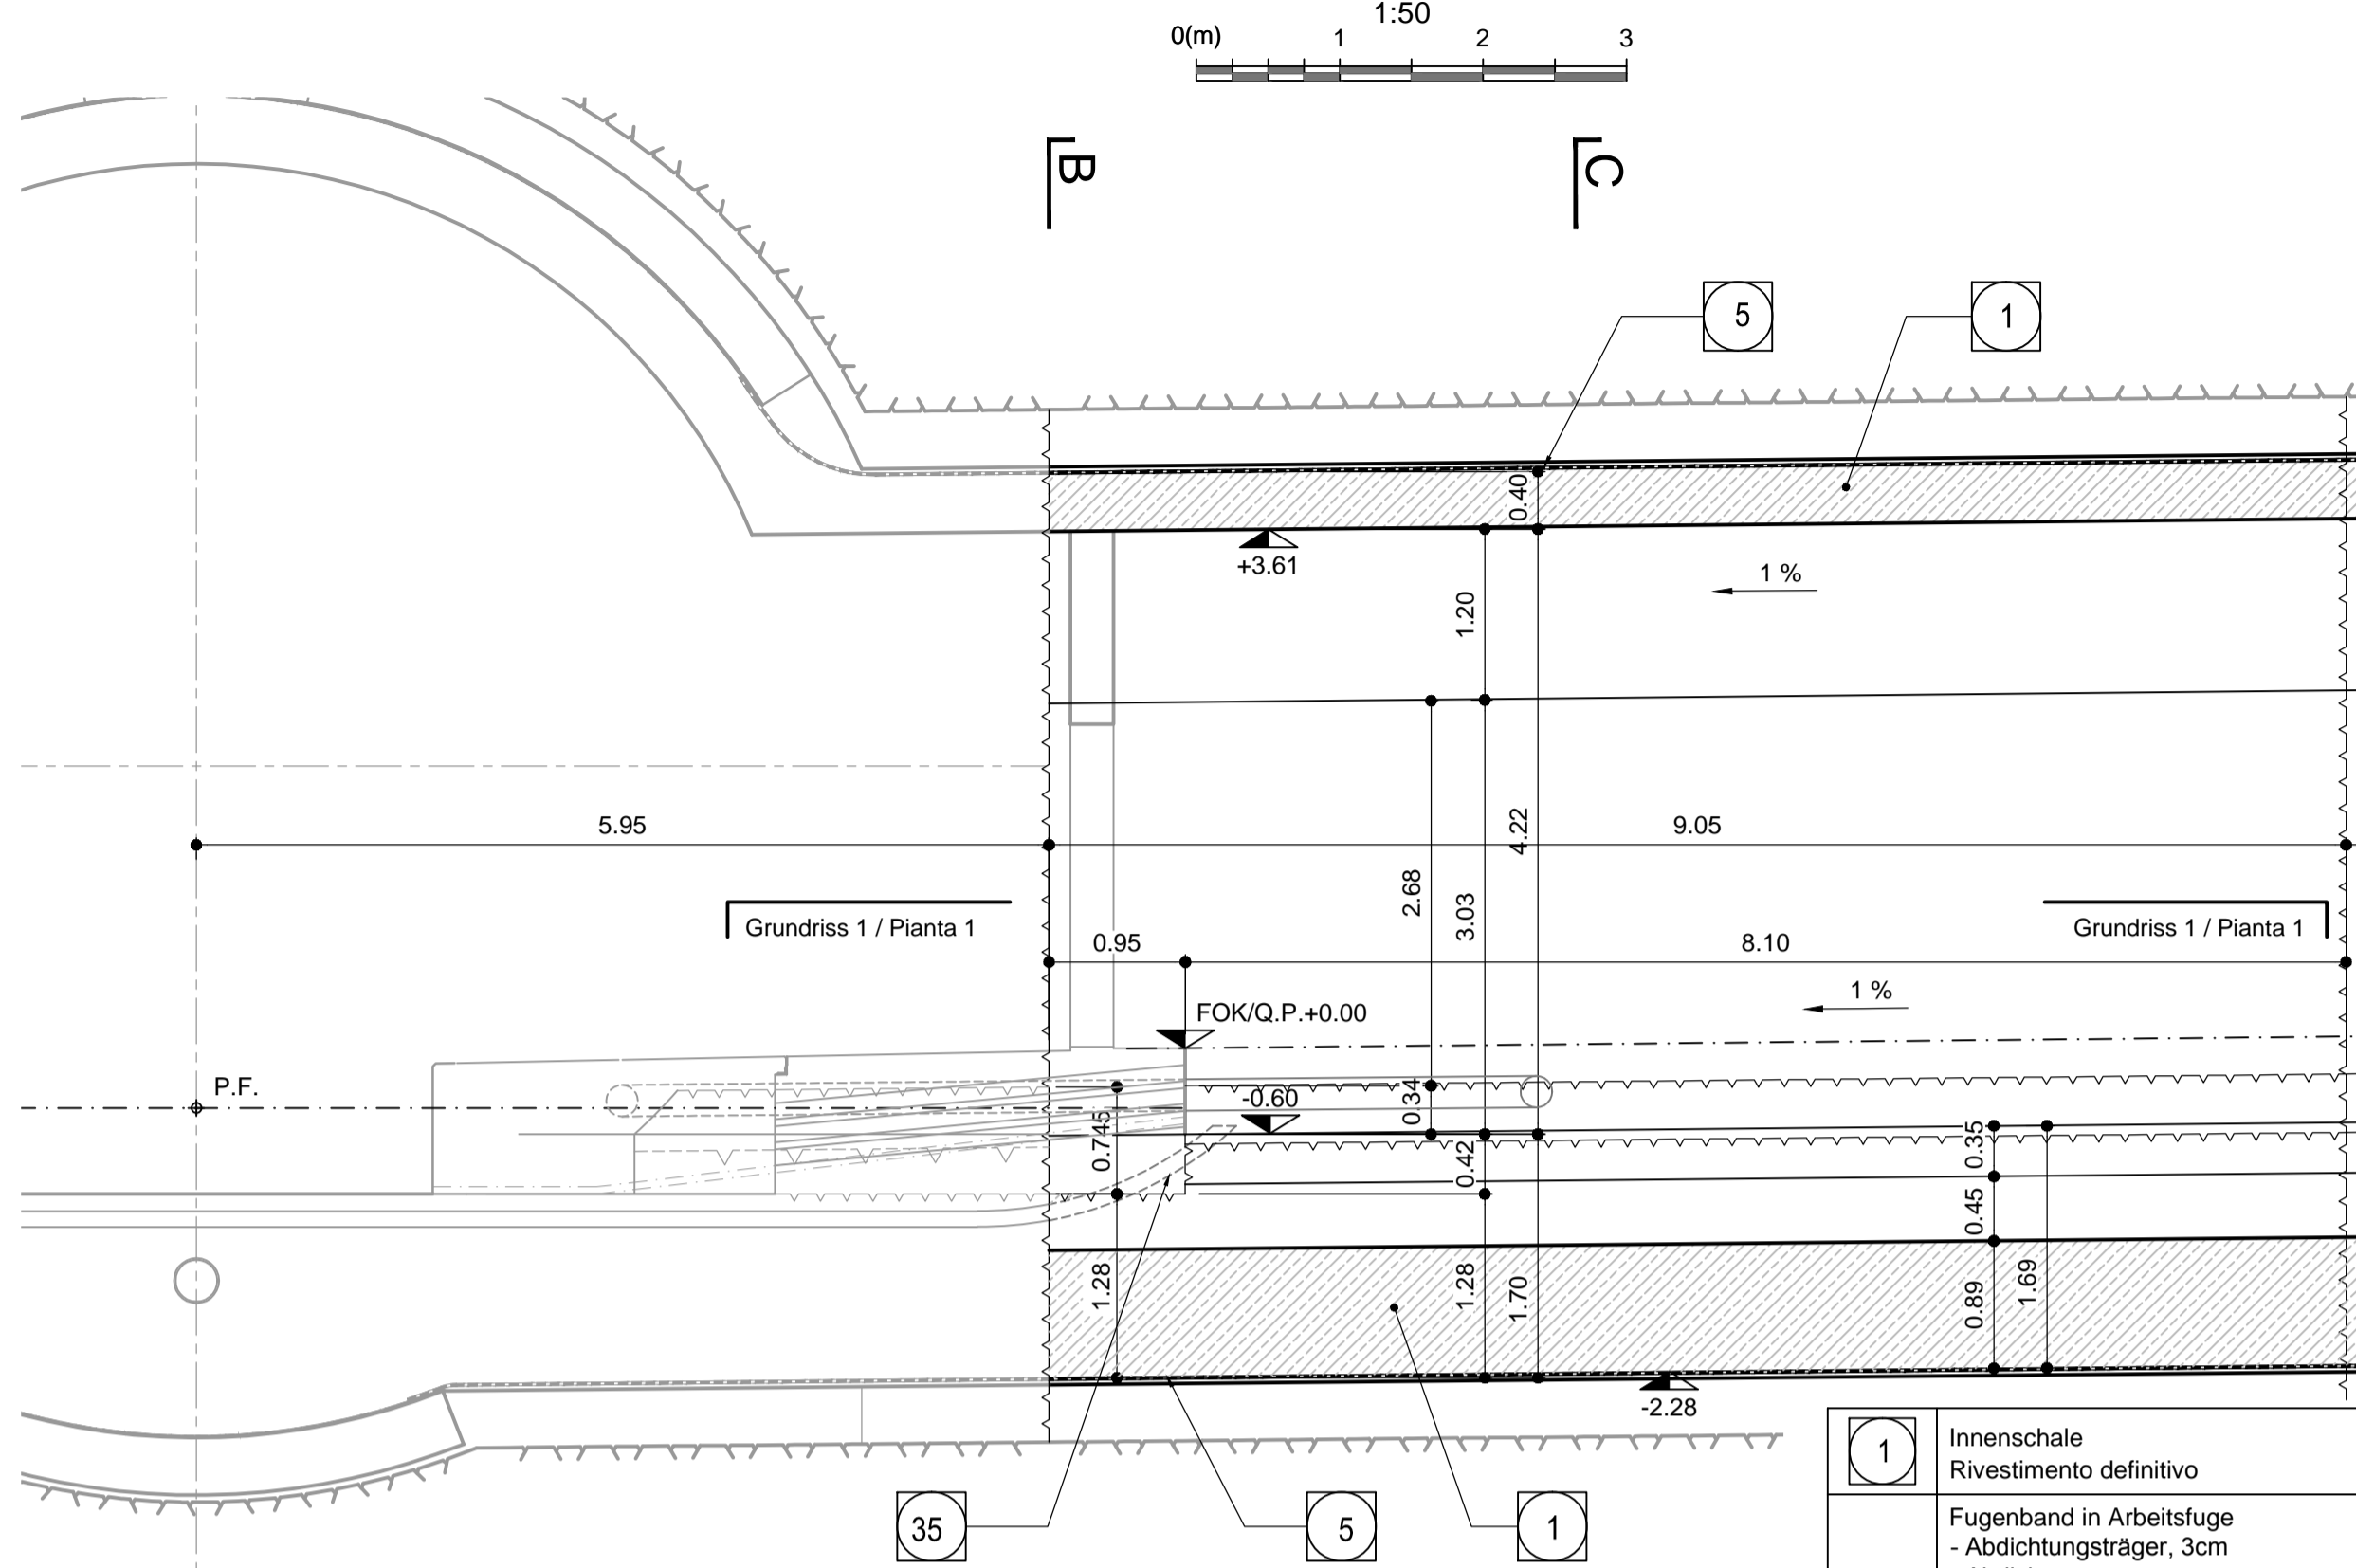 1:50
0(m) 1 2 3
B
C
5
1
0.40
+3.61
1 %
1.20
5.95
4.22
9.05
2.68
3.03
Grundriss 1 / Pianta 1
Grundriss 1 / Pianta 1
0.95
8.10
1 %
FOK/Q.P.+0.00
P.F.
-0.60
0.34
0.745
0.42
0.35
0.45
1.28
1.28
1.70
0.89
1.69
-2.28
1
Innenschale
Rivestimento definitivo
Fugenband in Arbeitsfuge
- Abdichtungsträger, 3cm
35
5
1